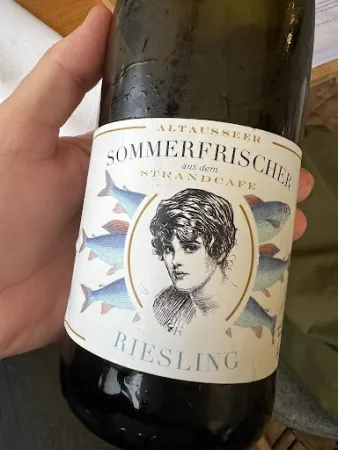 ALTAUSSEER
SOMMERFRISCHER
aus dem
STRANDCAFE
RIESLING